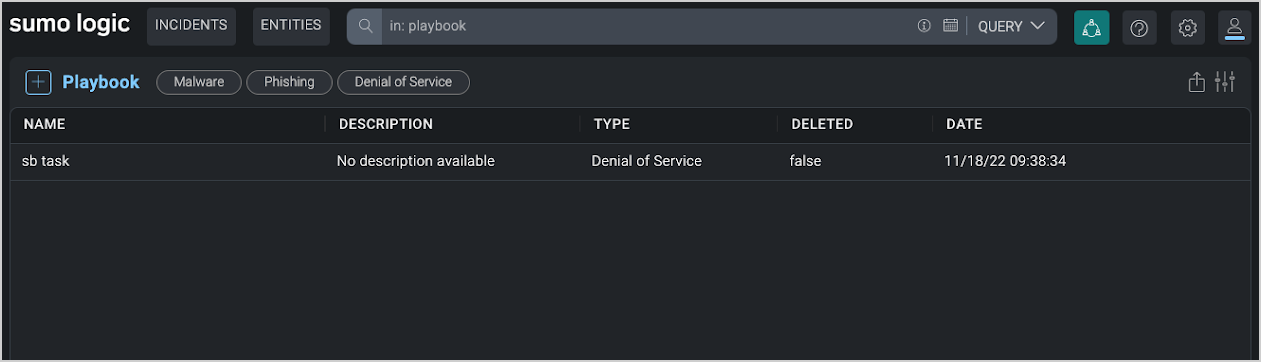 sumo logic INCIDENTS ENTITIES in: playbook QUERY
Playbook Malware Phishing Denial of Service
NAME DESCRIPTION TYPE DELETED DATE
sb task No description available Denial of Service false 11/18/22 09:38:34